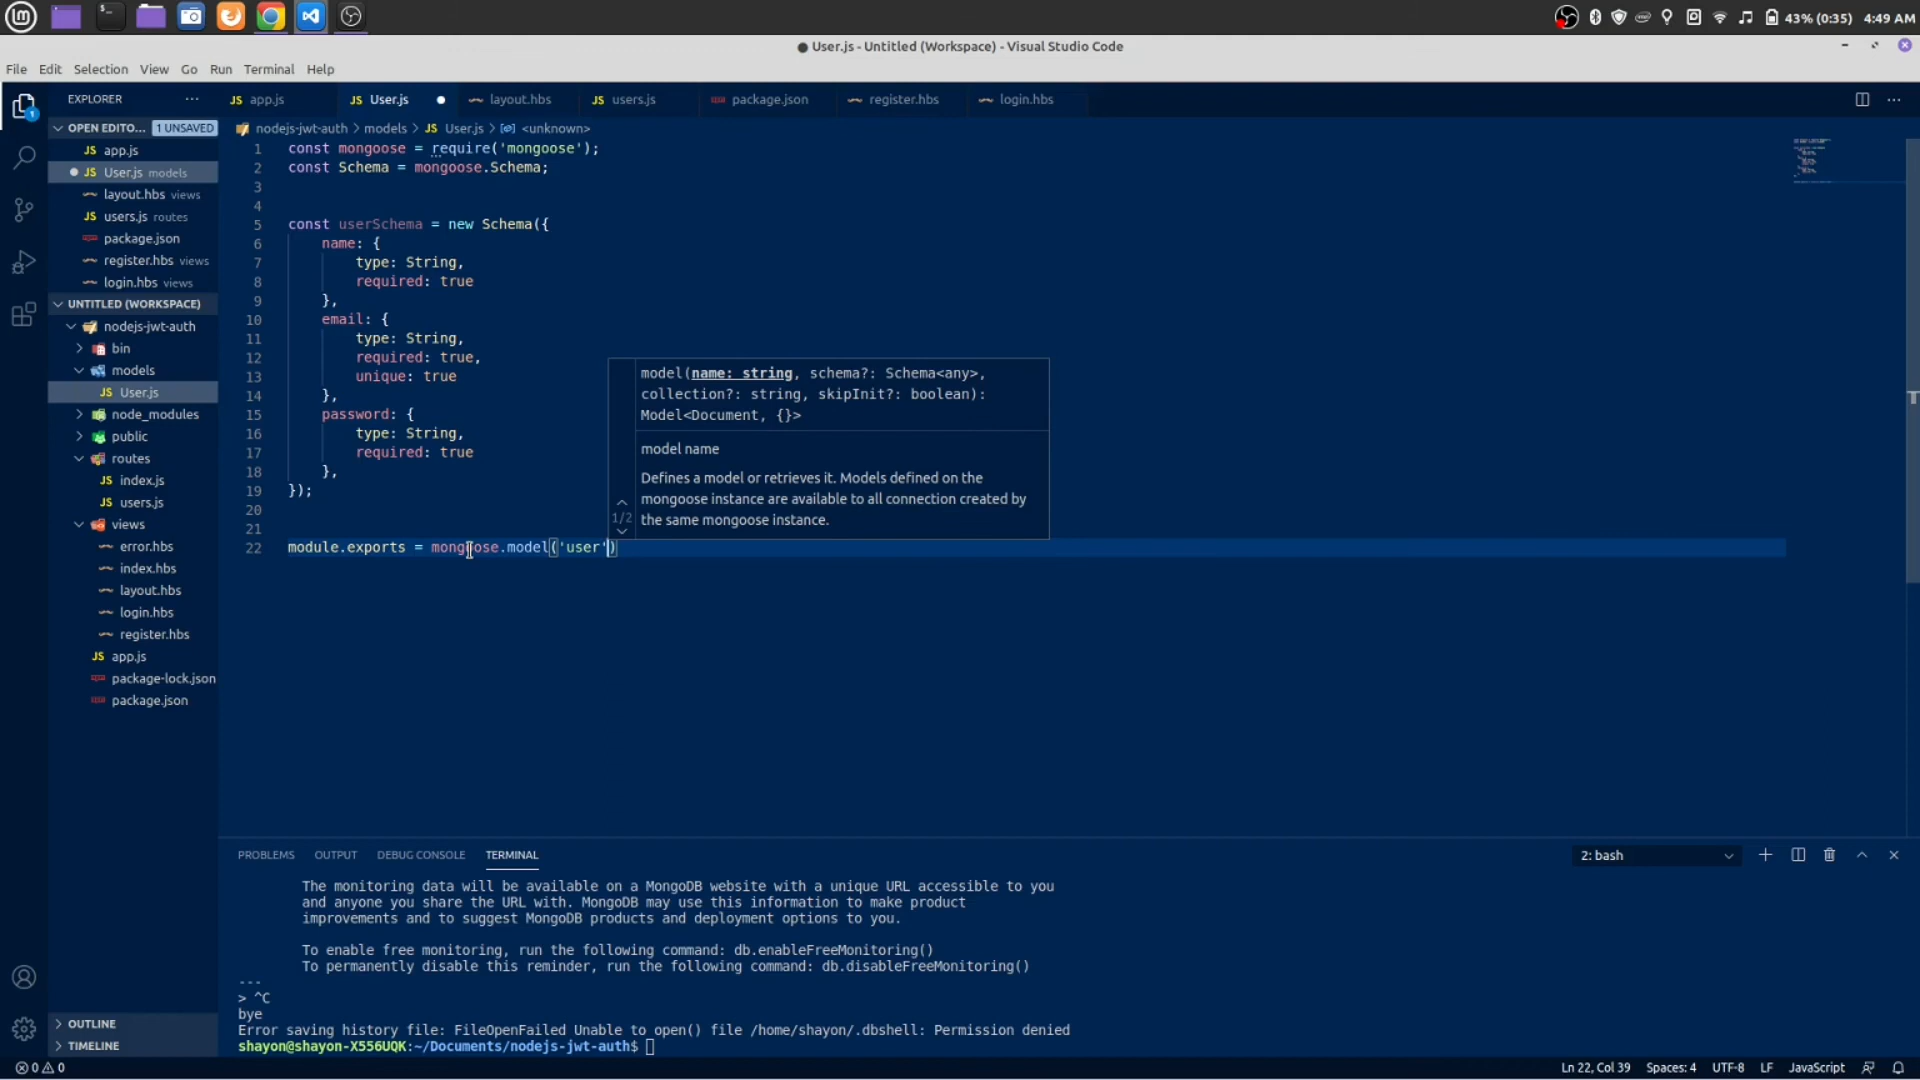 43% (0:35) 4:49 AM
● User.js - Untitled (Workspace) - Visual Studio Code
File Edit Selection View Go Run Terminal Help
EXPLORER ···
JS app.js JS User.js ● layout.hbs JS users.js package.json register.hbs login.hbs
OPEN EDITO... 1 UNSAVED
JS app.js
JS User.js models
layout.hbs views
JS users.js routes
package.json
register.hbs views
login.hbs views
UNTITLED (WORKSPACE)
nodejs-jwt-auth
bin
models
JS User.js
node_modules
public
routes
JS index.js
JS users.js
views
error.hbs
index.hbs
layout.hbs
login.hbs
register.hbs
JS app.js
package-lock.json
package.json
OUTLINE
TIMELINE
nodejs-jwt-auth > models > JS User.js > <unknown>
1 const mongoose = require('mongoose');
2 const Schema = mongoose.Schema;
3
4
5 const userSchema = new Schema({
6 name: {
7 type: String,
8 required: true
9 },
10 email: {
11 type: String,
12 required: true,
13 unique: true
14 },
15 password: {
16 type: String,
17 required: true
18 },
19 });
20
21
22 module.exports = mongoose.model('user')
model(name: string, schema?: Schema<any>,
collection?: string, skipInit?: boolean):
Model<Document, {}>
model name
Defines a model or retrieves it. Models defined on the
mongoose instance are available to all connection created by
the same mongoose instance.
1/2
PROBLEMS OUTPUT DEBUG CONSOLE TERMINAL 2: bash
The monitoring data will be available on a MongoDB website with a unique URL accessible to you
and anyone you share the URL with. MongoDB may use this information to make product
improvements and to suggest MongoDB products and deployment options to you.
To enable free monitoring, run the following command: db.enableFreeMonitoring()
To permanently disable this reminder, run the following command: db.disableFreeMonitoring()
---
> ^C
bye
Error saving history file: FileOpenFailed Unable to open() file /home/shayon/.dbshell: Permission denied
shayon@shayon-X556UQK:~/Documents/nodejs-jwt-auth$
0 0 Ln 22, Col 39 Spaces: 4 UTF-8 LF JavaScript